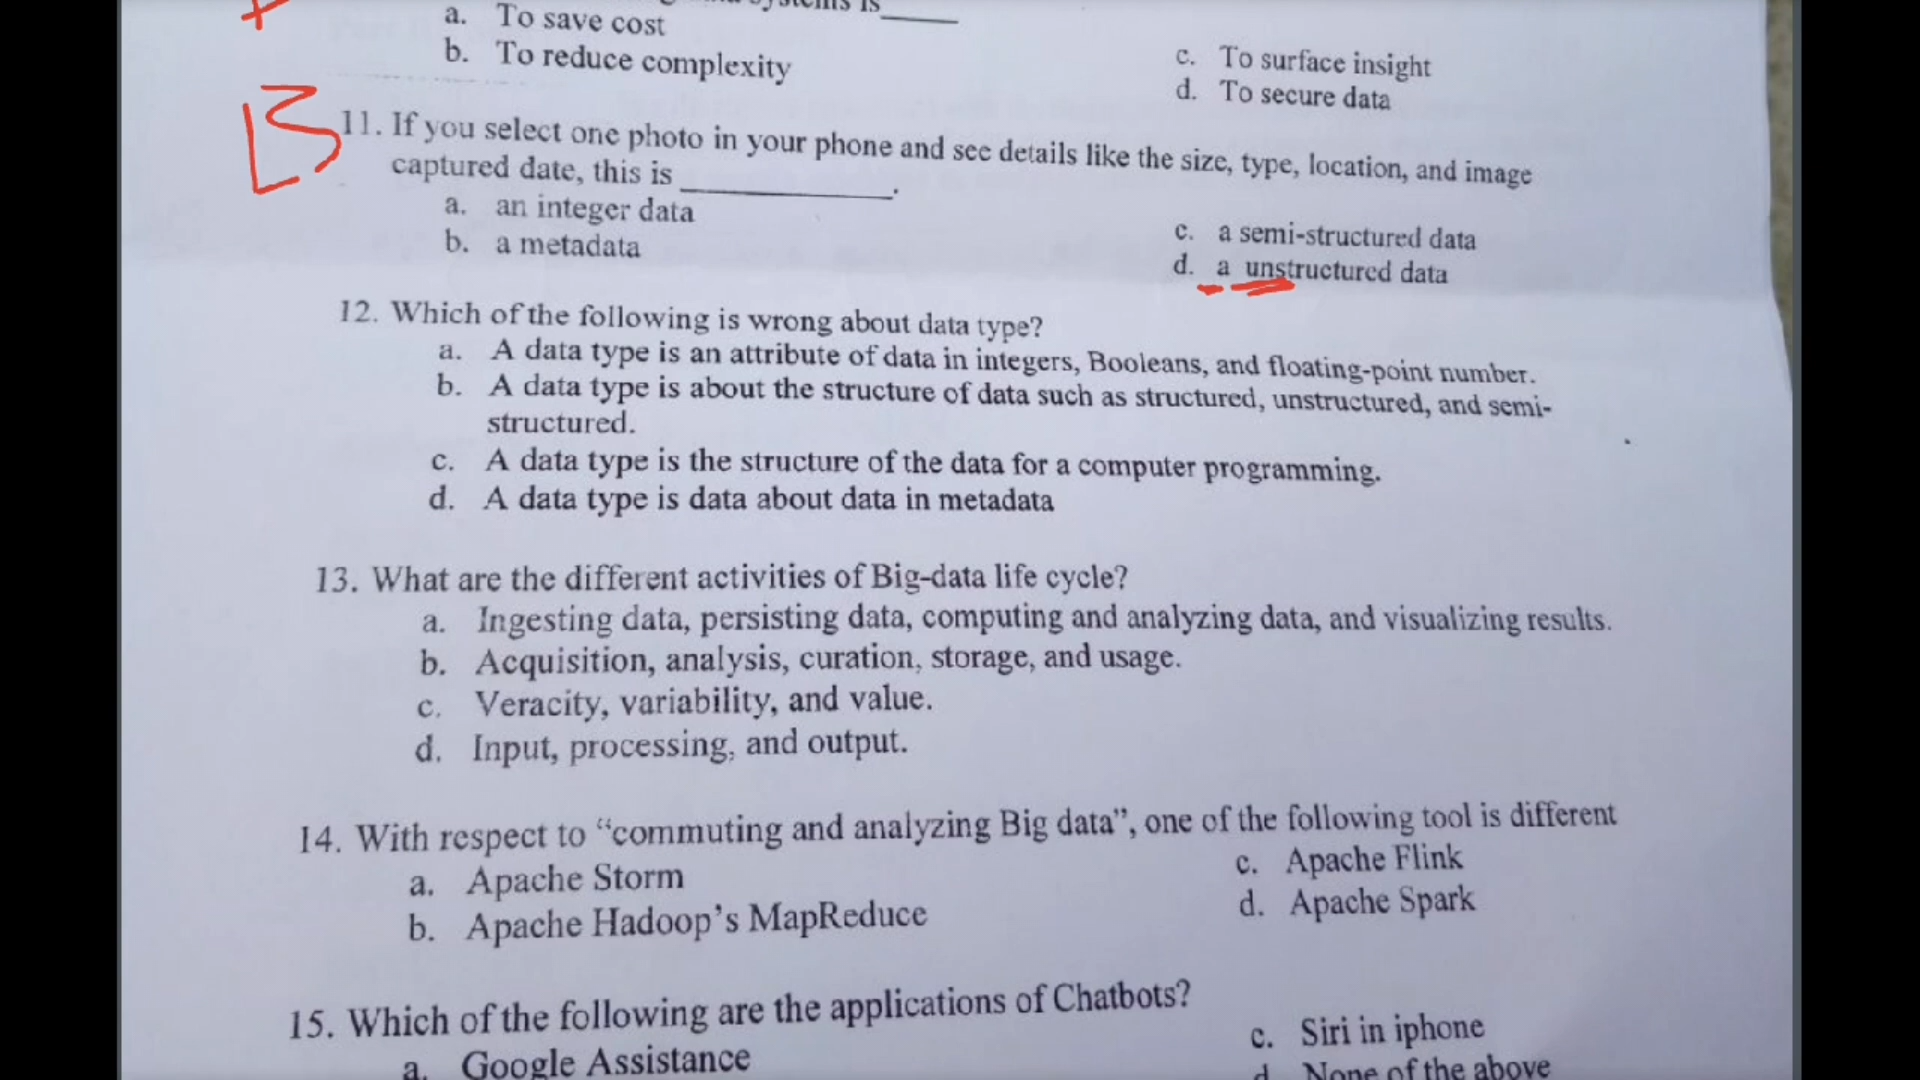 systems is_____
a. To save cost
b. To reduce complexity
c. To surface insight
d. To secure data
B
11. If you select one photo in your phone and see details like the size, type, location, and image
captured date, this is ______________.
a. an integer data
b. a metadata
c. a semi-structured data
d. a unstructured data
12. Which of the following is wrong about data type?
a. A data type is an attribute of data in integers, Booleans, and floating-point number.
b. A data type is about the structure of data such as structured, unstructured, and semi-
structured.
c. A data type is the structure of the data for a computer programming.
d. A data type is data about data in metadata
13. What are the different activities of Big-data life cycle?
a. Ingesting data, persisting data, computing and analyzing data, and visualizing results.
b. Acquisition, analysis, curation, storage, and usage.
c. Veracity, variability, and value.
d. Input, processing, and output.
14. With respect to “commuting and analyzing Big data”, one of the following tool is different
a. Apache Storm
b. Apache Hadoop’s MapReduce
c. Apache Flink
d. Apache Spark
15. Which of the following are the applications of Chatbots?
a. Google Assistance
c. Siri in iphone
d. None of the above